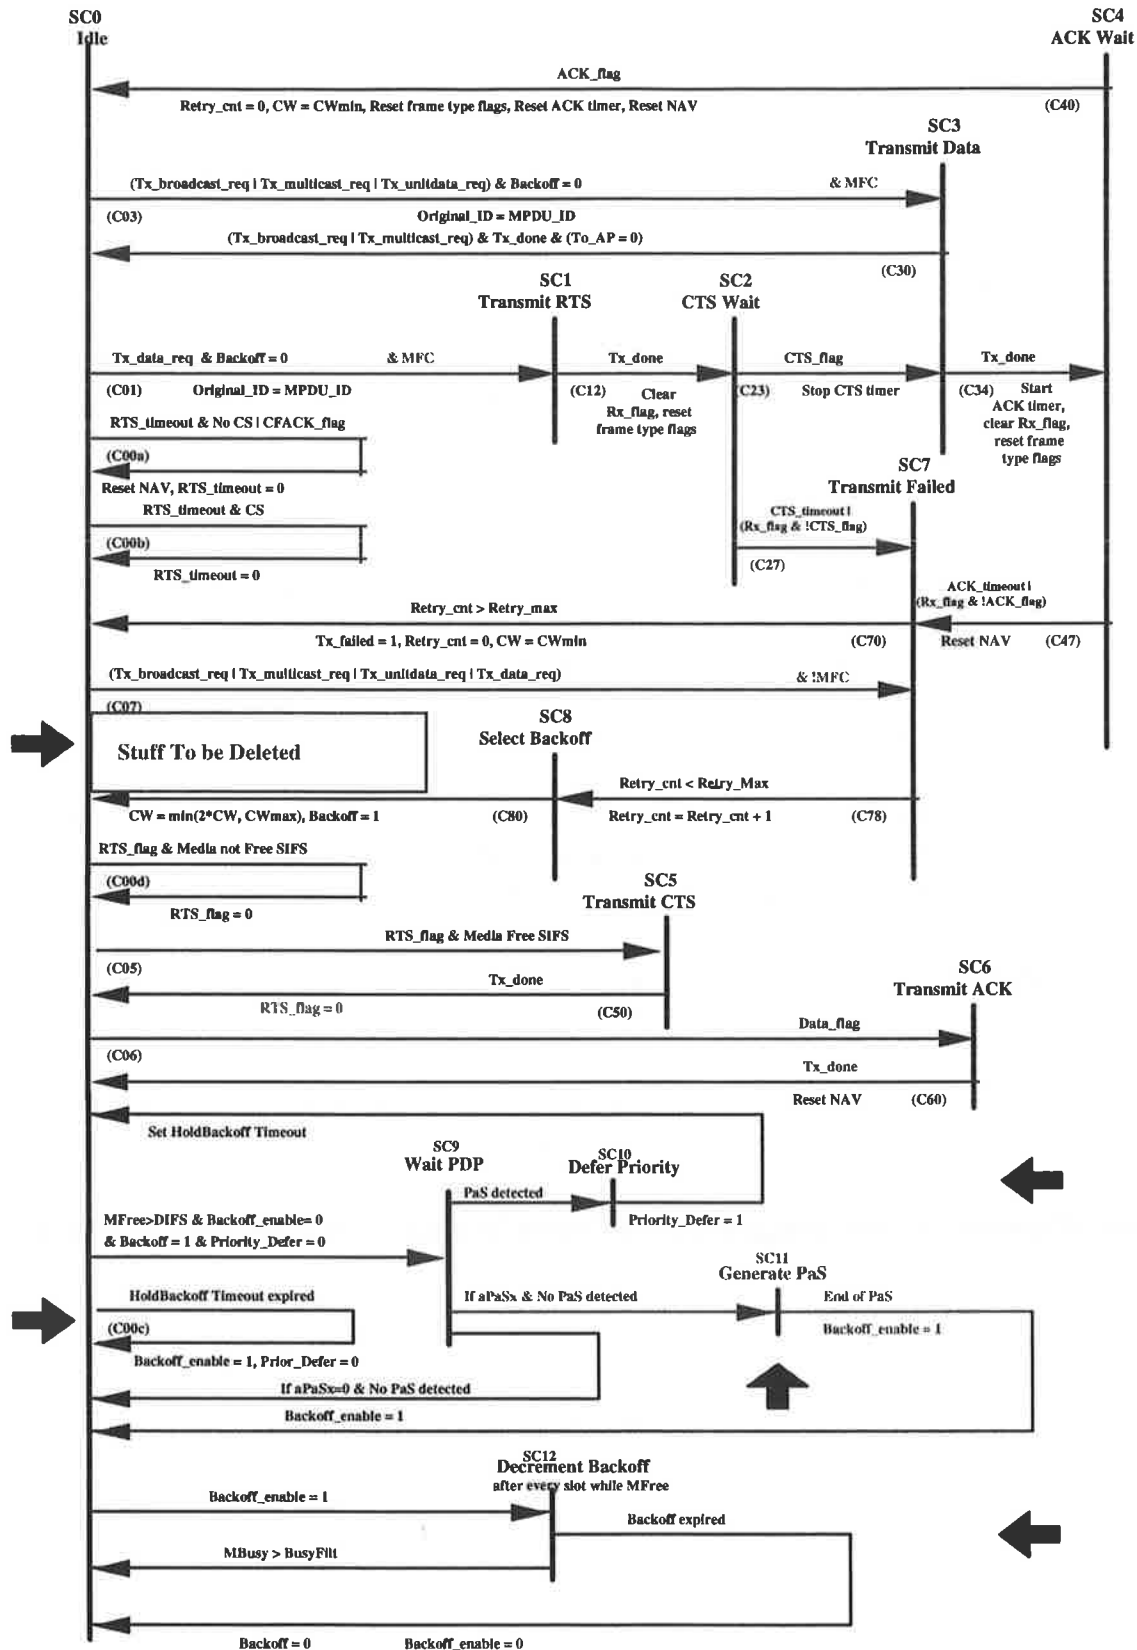 SC0
Idle
SC4
ACK Wait
ACK_flag
Retry_cnt = 0, CW = CWmin, Reset frame type flags, Reset ACK timer, Reset NAV
(C40)
SC3
Transmit Data
(Tx_broadcast_req | Tx_multicast_req | Tx_unitdata_req) & Backoff = 0
& MFC
(C03)
Original_ID = MPDU_ID
(Tx_broadcast_req | Tx_multicast_req) & Tx_done & (To_AP = 0)
(C30)
SC1
Transmit RTS
SC2
CTS Wait
Tx_data_req & Backoff = 0
& MFC
Tx_done
CTS_flag
Tx_done
(C01)
Original_ID = MPDU_ID
(C12)
Clear
Rx_flag, reset
frame type flags
(C23)
Stop CTS timer
(C34)
Start
ACK timer,
clear Rx_flag,
reset frame
type flags
RTS_timeout & No CS | CFACK_flag
(C00a)
Reset NAV, RTS_timeout = 0
SC7
Transmit Failed
RTS_timeout & CS
(C00b)
RTS_timeout = 0
CTS_timeout |
(Rx_flag & !CTS_flag)
(C27)
ACK_timeout |
(Rx_flag & !ACK_flag)
Retry_cnt > Retry_max
Tx_failed = 1, Retry_cnt = 0, CW = CWmin
(C70)
Reset NAV
(C47)
(Tx_broadcast_req | Tx_multicast_req | Tx_unitdata_req | Tx_data_req)
& !MFC
(C07)
Stuff To be Deleted
SC8
Select Backoff
Retry_cnt < Retry_Max
CW = min(2*CW, CWmax), Backoff = 1
(C80)
Retry_cnt = Retry_cnt + 1
(C78)
RTS_flag & Media not Free SIFS
(C00d)
RTS_flag = 0
SC5
Transmit CTS
RTS_flag & Media Free SIFS
(C05)
Tx_done
RTS_flag = 0
(C50)
SC6
Transmit ACK
Data_flag
(C06)
Tx_done
Reset NAV
(C60)
Set HoldBackoff Timeout
SC9
Wait PDP
SC10
Defer Priority
PaS detected
Priority_Defer = 1
MFree>DIFS & Backoff_enable= 0
& Backoff = 1 & Priority_Defer = 0
SC11
Generate PaS
HoldBackoff Timeout expired
If aPaSx & No PaS detected
End of PaS
(C00c)
Backoff_enable = 1
Backoff_enable = 1, Prior_Defer = 0
If aPaSx=0 & No PaS detected
Backoff_enable = 1
SC12
Decrement Backoff
after every slot while MFree
Backoff_enable = 1
Backoff expired
MBusy > BusyFilt
Backoff = 0
Backoff_enable = 0